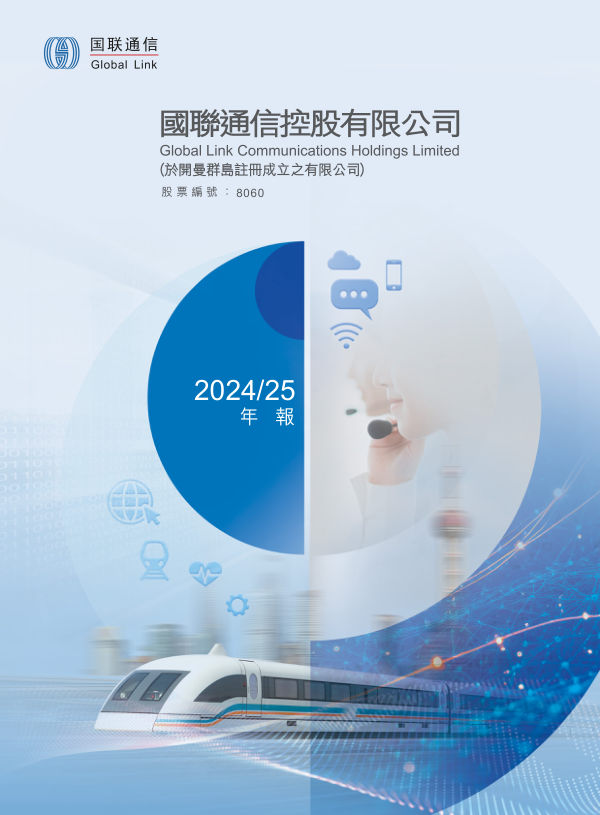 国联通信
Global Link
國聯通信控股有限公司
Global Link Communications Holdings Limited
(於開曼群島註冊成立之有限公司)
股票編號：8060
2024/25
年 報